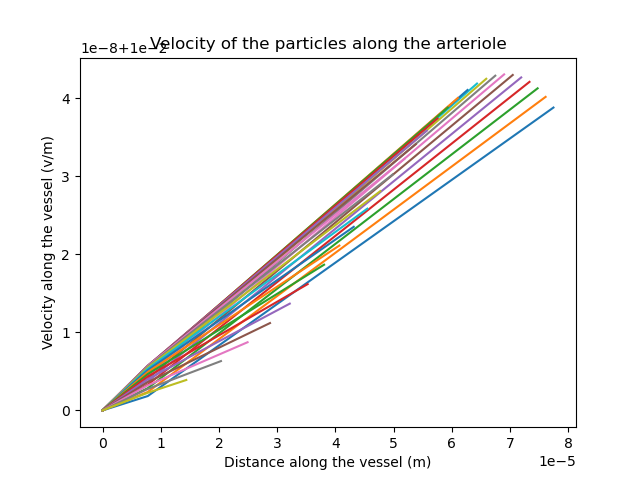 Velocity of the particles along the arteriole
1e−8+1e−2
4
3
2
1
0
Velocity along the vessel (v/m)
0 1 2 3 4 5 6 7 8
1e−5
Distance along the vessel (m)